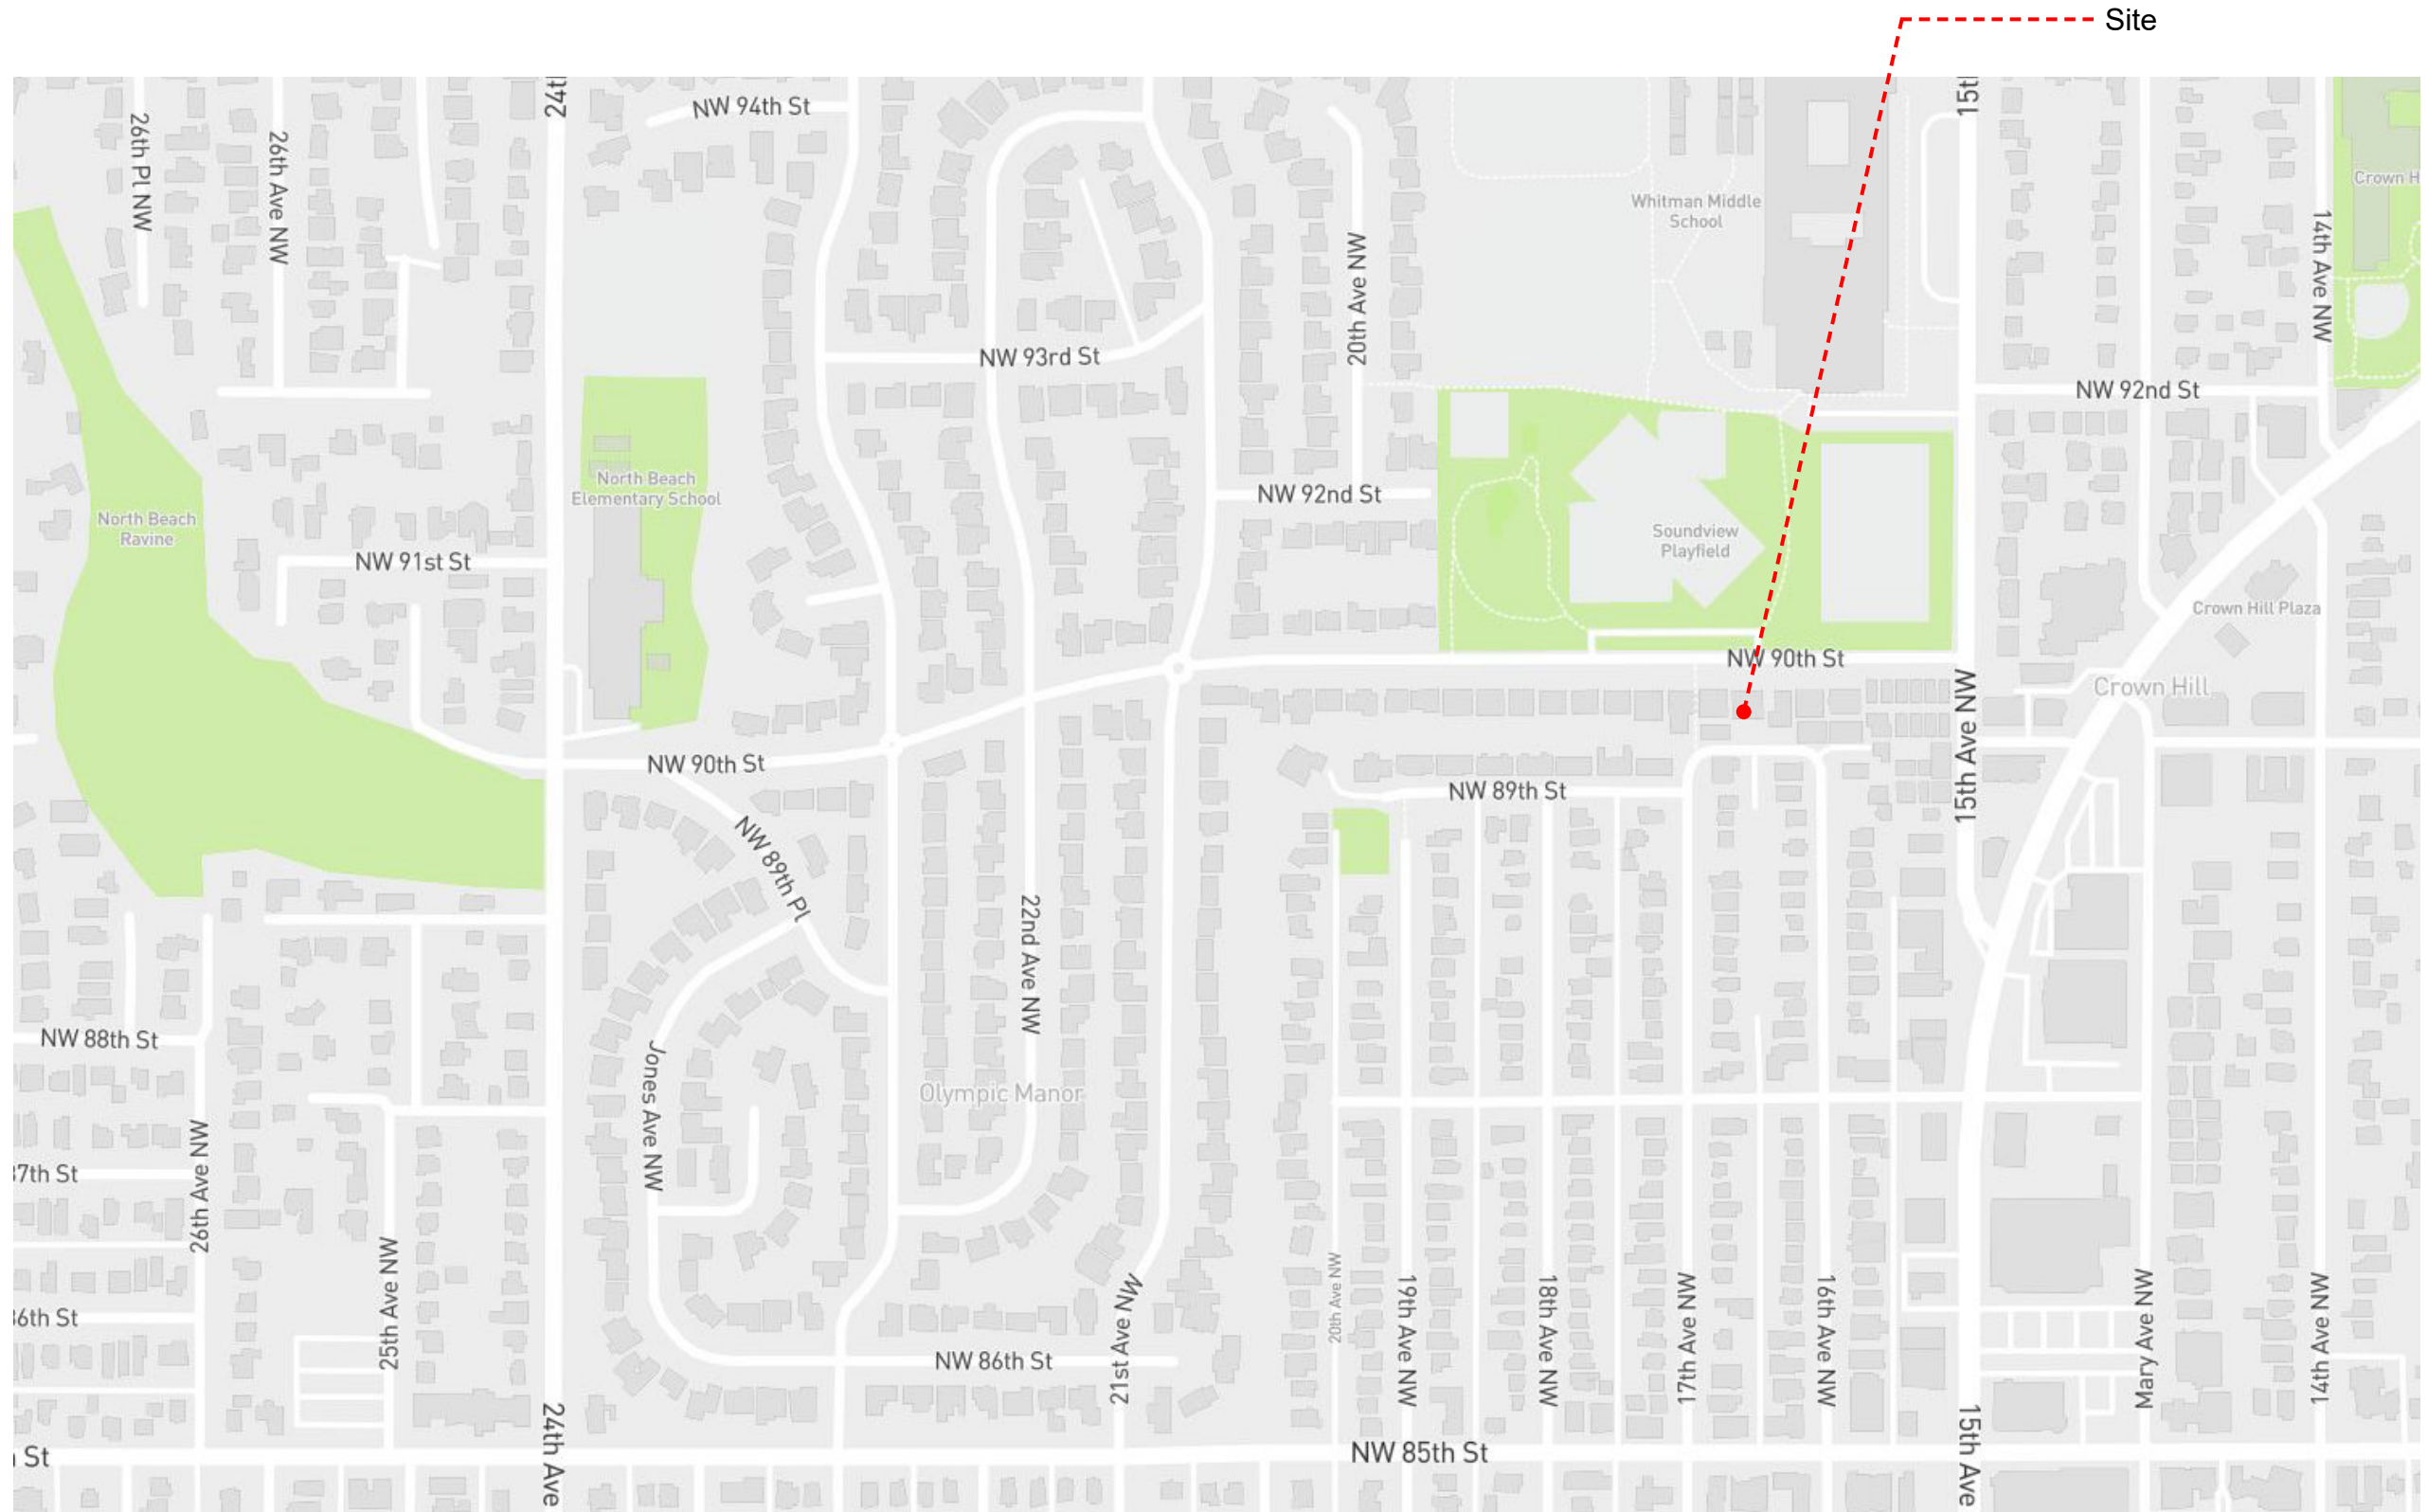 Site
24t
15t
NW 94th St
26th Pl NW
26th Ave NW
Crown H
Whitman Middle
School
14th Ave NW
20th Ave NW
NW 93rd St
NW 92nd St
North Beach
Elementary School
NW 92nd St
North Beach
Ravine
Soundview
Playfield
NW 91st St
Crown Hill Plaza
NW 90th St
Crown Hill
15th Ave NW
NW 90th St
NW 89th St
NW 89th Pl
22nd Ave NW
NW 88th St
Jones Ave NW
Olympic Manor
26th Ave NW
7th St
25th Ave NW
20th Ave NW
21st Ave NW
19th Ave NW
18th Ave NW
17th Ave NW
16th Ave NW
Mary Ave NW
14th Ave NW
6th St
NW 86th St
24th Ave
15th Ave
St
NW 85th St